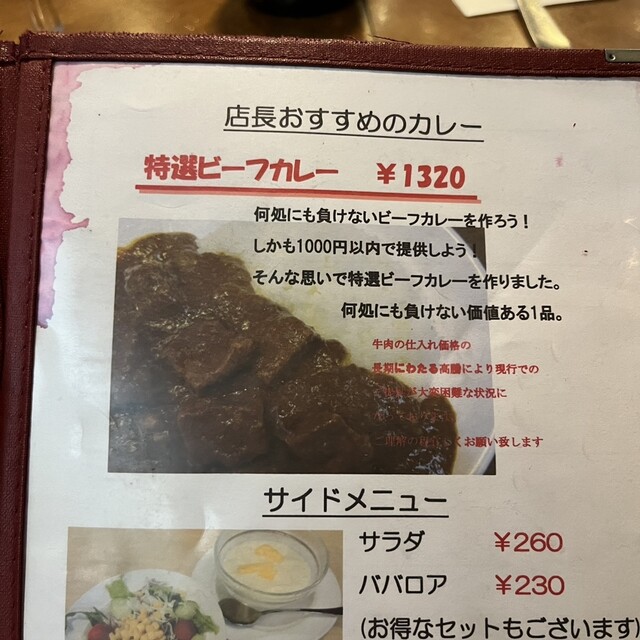 店長おすすめのカレー
特選ビーフカレー ￥1320
何処にも負けないビーフカレーを作ろう！
しかも1000円以内で提供しよう！
そんな思いで特選ビーフカレーを作りました。
何処にも負けない価値ある1品。
牛肉の仕入れ価格の
長期にわたる高騰により現行での
が大変困難な状況に
くお願い致します
サイドメニュー
サラダ ￥260
ババロア ￥230
(お得なセットもございます)